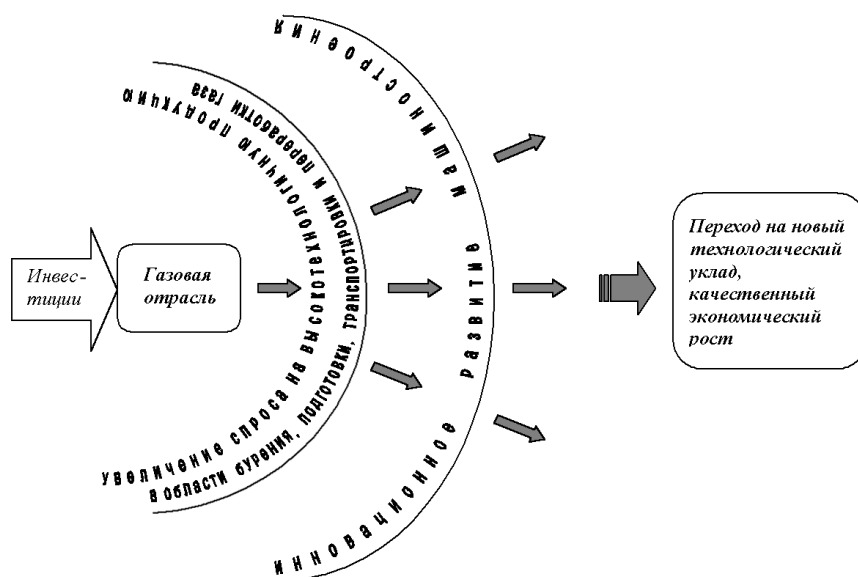 Инвес-
тиции
Газовая
отрасль
увеличение спроса на высокотехнологичную продукцию
в области бурения, подготовки, транспортировки и переработки газа
инновационное развитие машиностроения
Переход на новый
технологический
уклад,
качественный
экономический
рост